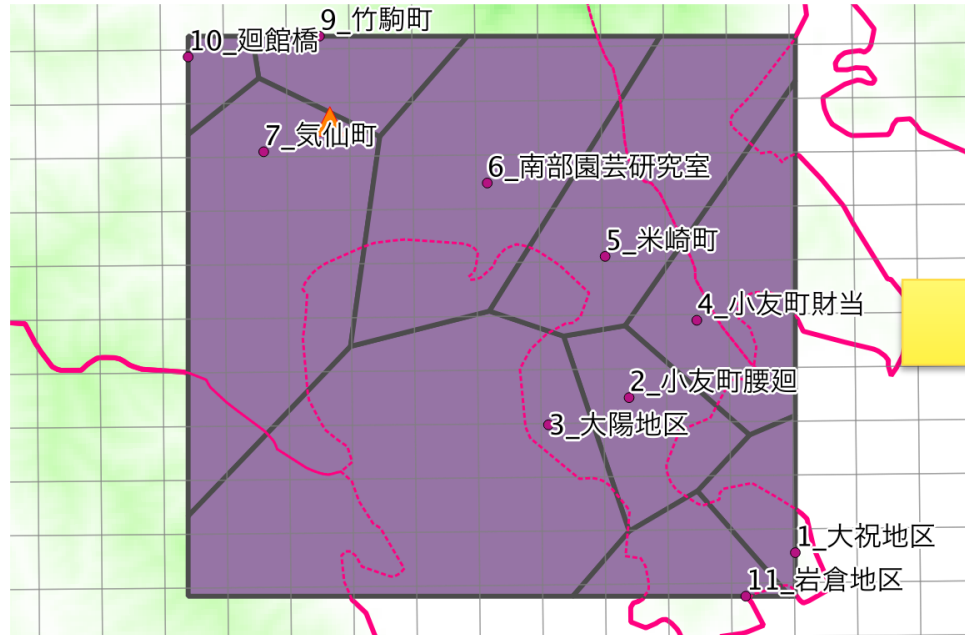 9_竹駒町
10_廻館橋
7_気仙町
6_南部園芸研究室
5_米崎町
4_小友町財当
2_小友町腰廻
3_大陽地区
1_大祝地区
11_岩倉地区